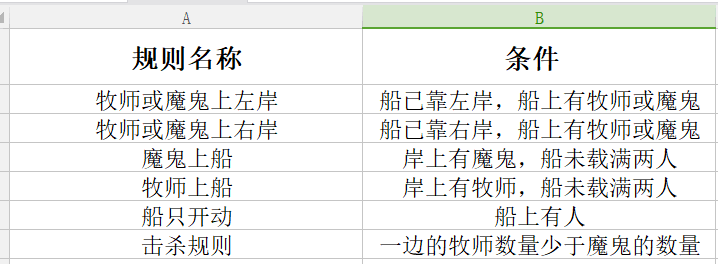 A B
规则名称 条件
牧师或魔鬼上左岸 船已靠左岸，船上有牧师或魔鬼
牧师或魔鬼上右岸 船已靠右岸，船上有牧师或魔鬼
魔鬼上船 岸上有魔鬼，船未载满两人
牧师上船 岸上有牧师，船未载满两人
船只开动 船上有人
击杀规则 一边的牧师数量少于魔鬼的数量